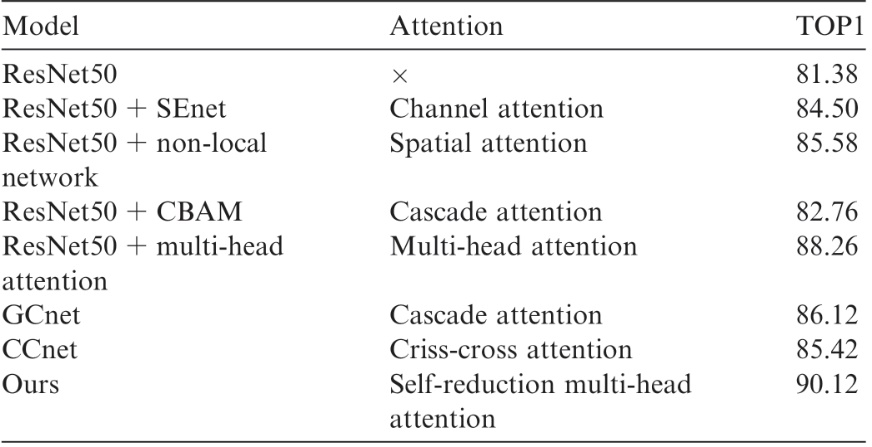 Model Attention TOP1
ResNet50 × 81.38
ResNet50 + SEnet Channel attention 84.50
ResNet50 + non-local Spatial attention 85.58
network
ResNet50 + CBAM Cascade attention 82.76
ResNet50 + multi-head Multi-head attention 88.26
attention
GCnet Cascade attention 86.12
CCnet Criss-cross attention 85.42
Ours Self-reduction multi-head 90.12
attention